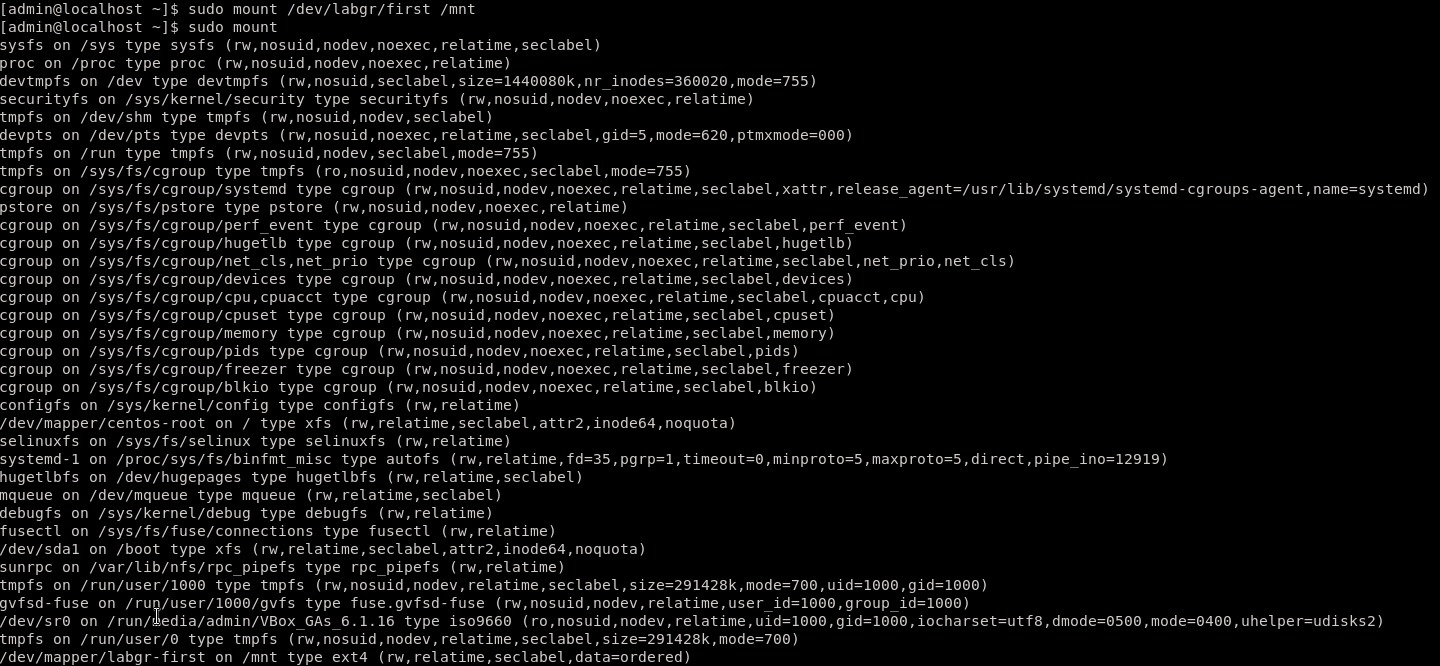 [admin@localhost ~]$ sudo mount /dev/labgr/first /mnt
[admin@localhost ~]$ sudo mount
sysfs on /sys type sysfs (rw,nosuid,nodev,noexec,relatime,seclabel)
proc on /proc type proc (rw,nosuid,nodev,noexec,relatime)
devtmpfs on /dev type devtmpfs (rw,nosuid,seclabel,size=1440080k,nr_inodes=360020,mode=755)
securityfs on /sys/kernel/security type securityfs (rw,nosuid,nodev,noexec,relatime)
tmpfs on /dev/shm type tmpfs (rw,nosuid,nodev,seclabel)
devpts on /dev/pts type devpts (rw,nosuid,noexec,relatime,seclabel,gid=5,mode=620,ptmxmode=000)
tmpfs on /run type tmpfs (rw,nosuid,nodev,seclabel,mode=755)
tmpfs on /sys/fs/cgroup type tmpfs (ro,nosuid,nodev,noexec,seclabel,mode=755)
cgroup on /sys/fs/cgroup/systemd type cgroup (rw,nosuid,nodev,noexec,relatime,seclabel,xattr,release_agent=/usr/lib/systemd/systemd-cgroups-agent,name=systemd)
pstore on /sys/fs/pstore type pstore (rw,nosuid,nodev,noexec,relatime)
cgroup on /sys/fs/cgroup/perf_event type cgroup (rw,nosuid,nodev,noexec,relatime,seclabel,perf_event)
cgroup on /sys/fs/cgroup/hugetlb type cgroup (rw,nosuid,nodev,noexec,relatime,seclabel,hugetlb)
cgroup on /sys/fs/cgroup/net_cls,net_prio type cgroup (rw,nosuid,nodev,noexec,relatime,seclabel,net_prio,net_cls)
cgroup on /sys/fs/cgroup/devices type cgroup (rw,nosuid,nodev,noexec,relatime,seclabel,devices)
cgroup on /sys/fs/cgroup/cpu,cpuacct type cgroup (rw,nosuid,nodev,noexec,relatime,seclabel,cpuacct,cpu)
cgroup on /sys/fs/cgroup/cpuset type cgroup (rw,nosuid,nodev,noexec,relatime,seclabel,cpuset)
cgroup on /sys/fs/cgroup/memory type cgroup (rw,nosuid,nodev,noexec,relatime,seclabel,memory)
cgroup on /sys/fs/cgroup/pids type cgroup (rw,nosuid,nodev,noexec,relatime,seclabel,pids)
cgroup on /sys/fs/cgroup/freezer type cgroup (rw,nosuid,nodev,noexec,relatime,seclabel,freezer)
cgroup on /sys/fs/cgroup/blkio type cgroup (rw,nosuid,nodev,noexec,relatime,seclabel,blkio)
configfs on /sys/kernel/config type configfs (rw,relatime)
/dev/mapper/centos-root on / type xfs (rw,relatime,seclabel,attr2,inode64,noquota)
selinuxfs on /sys/fs/selinux type selinuxfs (rw,relatime)
systemd-1 on /proc/sys/fs/binfmt_misc type autofs (rw,relatime,fd=35,pgrp=1,timeout=0,minproto=5,maxproto=5,direct,pipe_ino=12919)
hugetlbfs on /dev/hugepages type hugetlbfs (rw,relatime,seclabel)
mqueue on /dev/mqueue type mqueue (rw,relatime,seclabel)
debugfs on /sys/kernel/debug type debugfs (rw,relatime)
fusectl on /sys/fs/fuse/connections type fusectl (rw,relatime)
/dev/sda1 on /boot type xfs (rw,relatime,seclabel,attr2,inode64,noquota)
sunrpc on /var/lib/nfs/rpc_pipefs type rpc_pipefs (rw,relatime)
tmpfs on /run/user/1000 type tmpfs (rw,nosuid,nodev,relatime,seclabel,size=291428k,mode=700,uid=1000,gid=1000)
gvfsd-fuse on /run/user/1000/gvfs type fuse.gvfsd-fuse (rw,nosuid,nodev,relatime,user_id=1000,group_id=1000)
/dev/sr0 on /run/media/admin/VBox_GAs_6.1.16 type iso9660 (ro,nosuid,nodev,relatime,uid=1000,gid=1000,iocharset=utf8,dmode=0500,mode=0400,uhelper=udisks2)
tmpfs on /run/user/0 type tmpfs (rw,nosuid,nodev,relatime,seclabel,size=291428k,mode=700)
/dev/mapper/labgr-first on /mnt type ext4 (rw,relatime,seclabel,data=ordered)